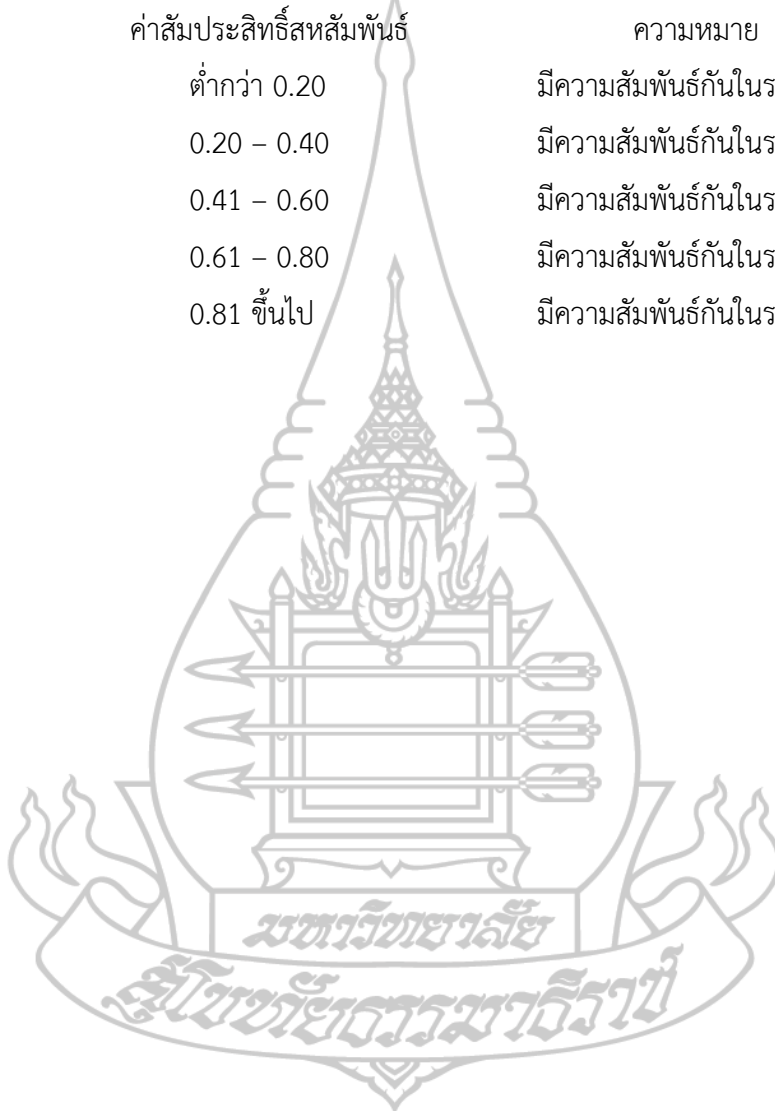 ค่าสัมประสิทธิ์สหสัมพันธ์ ความหมาย
ต่ำกว่า 0.20 มีความสัมพันธ์กันในร
0.20 – 0.40 มีความสัมพันธ์กันในร
0.41 – 0.60 มีความสัมพันธ์กันในร
0.61 – 0.80 มีความสัมพันธ์กันในร
0.81 ขึ้นไป มีความสัมพันธ์กันในร
มหาวิทยาลัย
สุโขทัยธรรมาธิราช